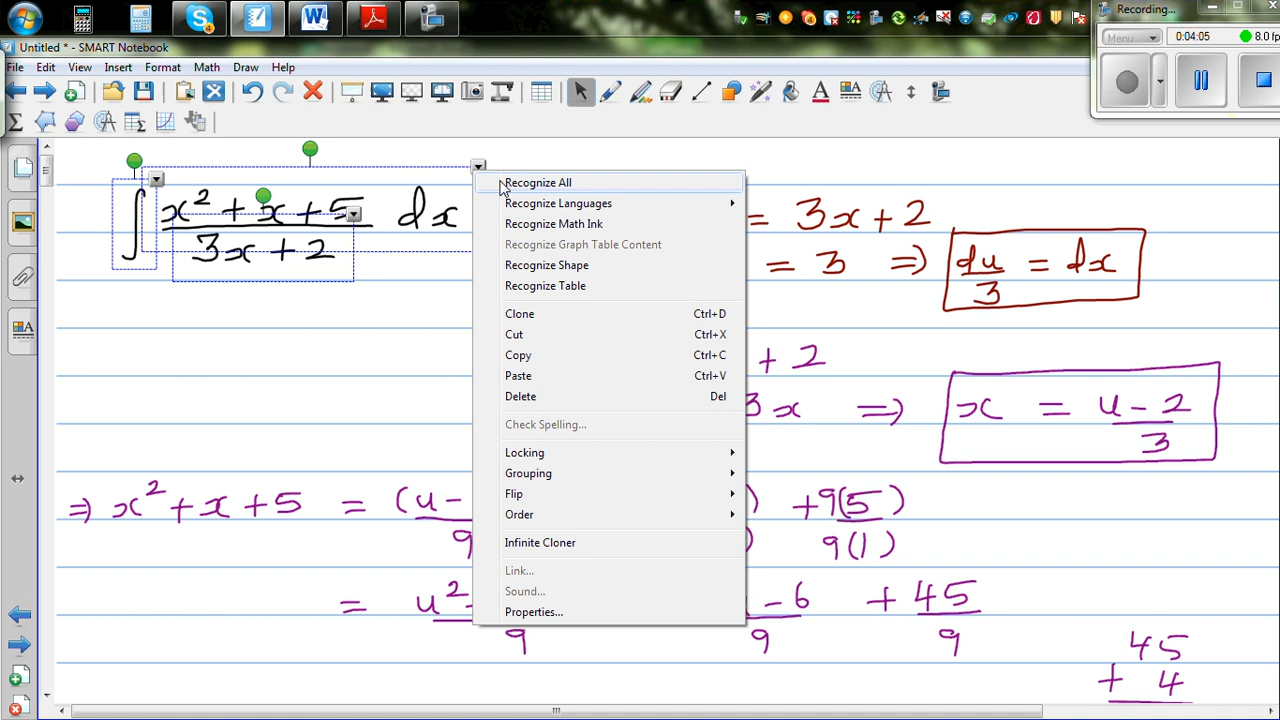 Recording...
Menu
0:04:05
8.0 fp
Untitled * - SMART Notebook
File Edit View Insert Format Math Draw Help
∫ x² + x + 5 dx
3x + 2
= 3x + 2
= 3 ⇒ du = dx
3
+ 2
3x ⇒ x = u - 2
3
⇒ x² + x + 5 = (u - + 9(5)
9 9(1)
= u² - - 6 + 45
9 9 9
45
+ 4
Recognize All
Recognize Languages
Recognize Math Ink
Recognize Graph Table Content
Recognize Shape
Recognize Table
Clone Ctrl+D
Cut Ctrl+X
Copy Ctrl+C
Paste Ctrl+V
Delete Del
Check Spelling...
Locking
Grouping
Flip
Order
Infinite Cloner
Link...
Sound...
Properties...